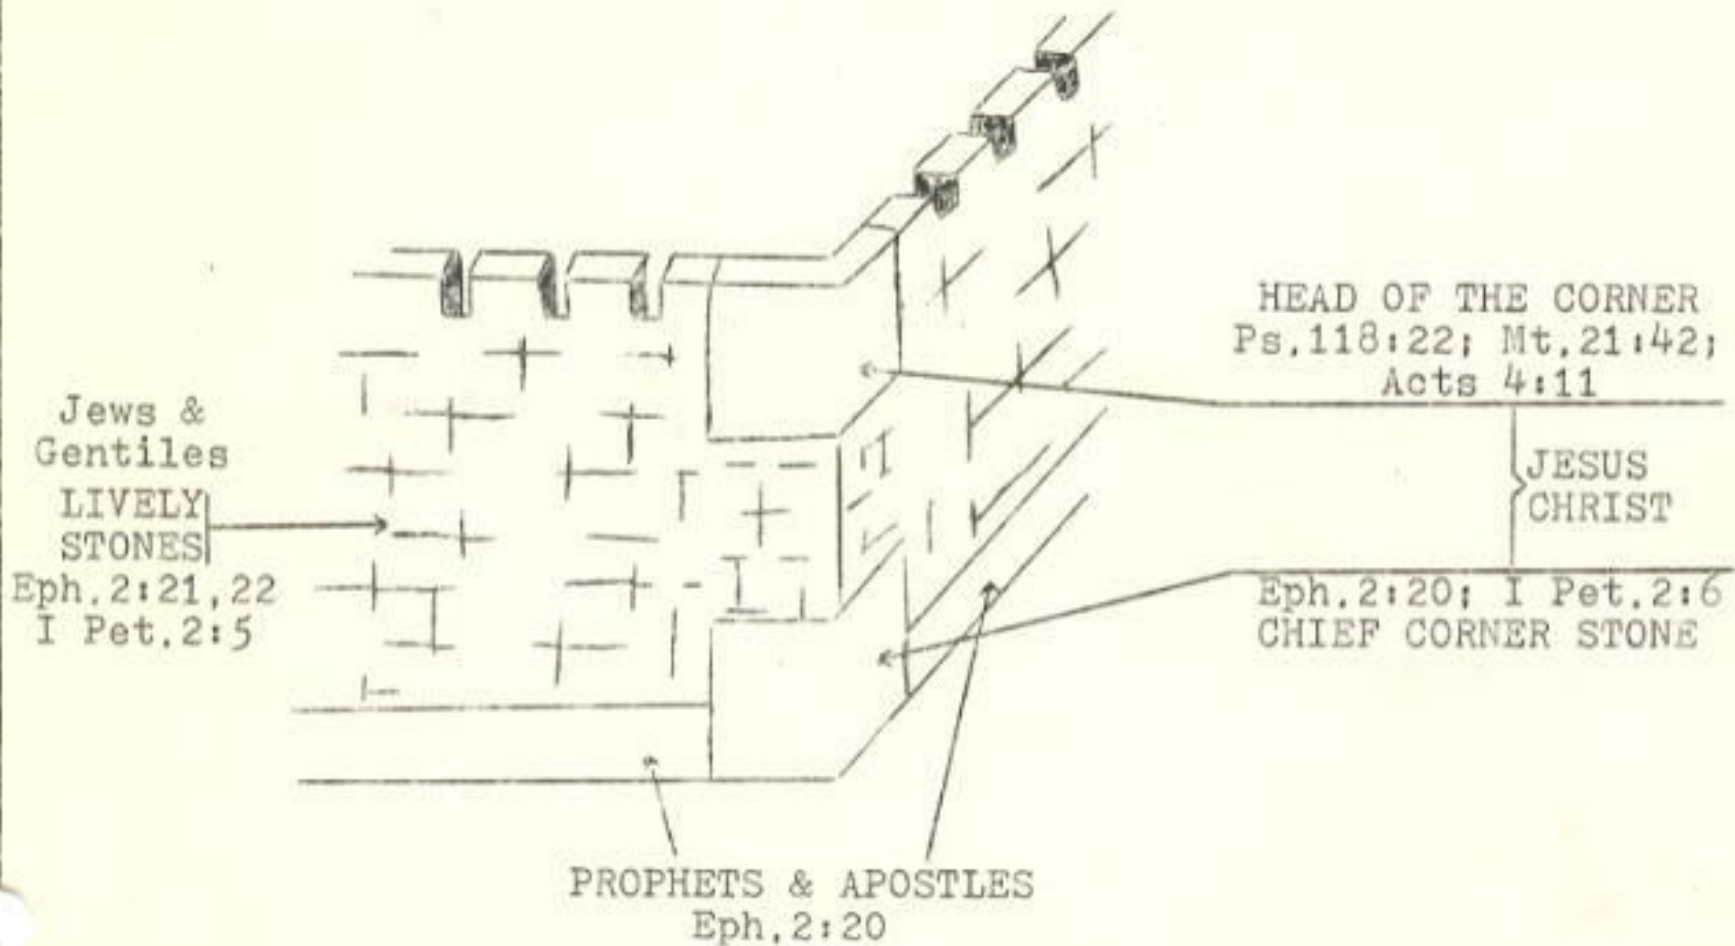 HEAD OF THE CORNER
Ps.118:22; Mt.21:42;
Acts 4:11
Jews &
Gentiles
LIVELY
STONES
Eph.2:21,22
I Pet.2:5
JESUS
CHRIST
Eph.2:20; I Pet.2:6
CHIEF CORNER STONE
PROPHETS & APOSTLES
Eph.2:20